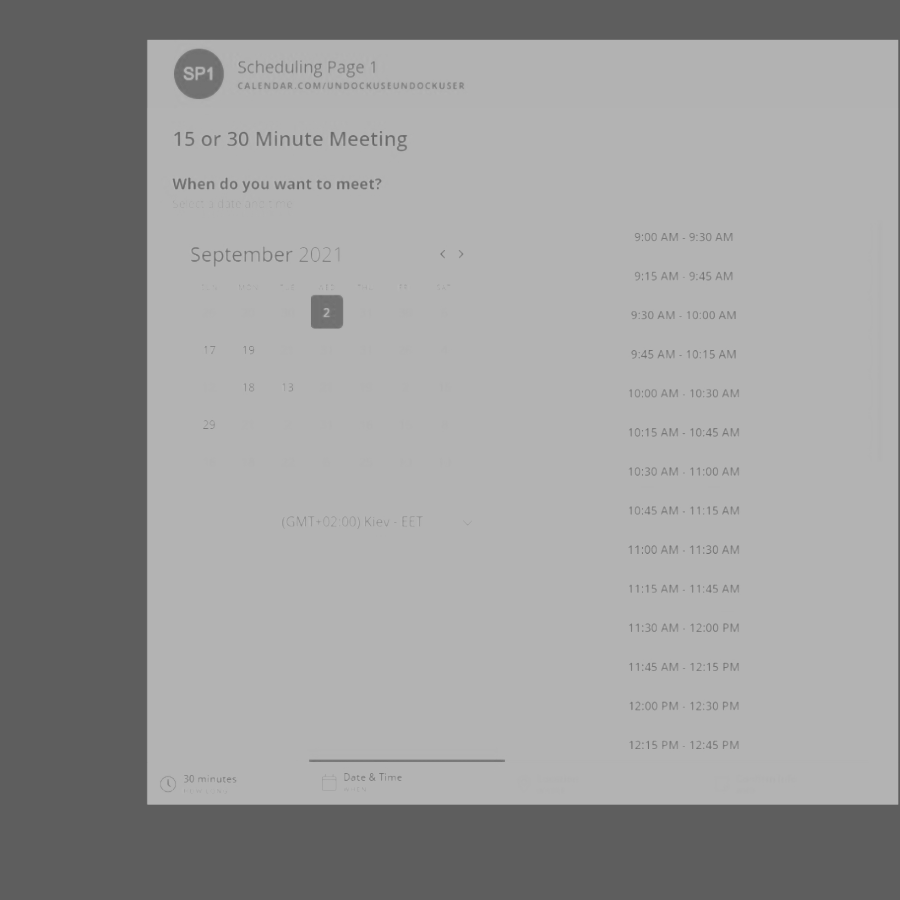 SP1
Scheduling Page 1
CALENDAR.COM/UNDOCKUSEUNDOCKUSER
15 or 30 Minute Meeting
When do you want to meet?
Select a date and time
September 2021
2
17 19
18 13
29
(GMT+02:00) Kiev - EET
9:00 AM - 9:30 AM
9:15 AM - 9:45 AM
9:30 AM - 10:00 AM
9:45 AM - 10:15 AM
10:00 AM - 10:30 AM
10:15 AM - 10:45 AM
10:30 AM - 11:00 AM
10:45 AM - 11:15 AM
11:00 AM - 11:30 AM
11:15 AM - 11:45 AM
11:30 AM - 12:00 PM
11:45 AM - 12:15 PM
12:00 PM - 12:30 PM
12:15 PM - 12:45 PM
30 minutes
Date & Time